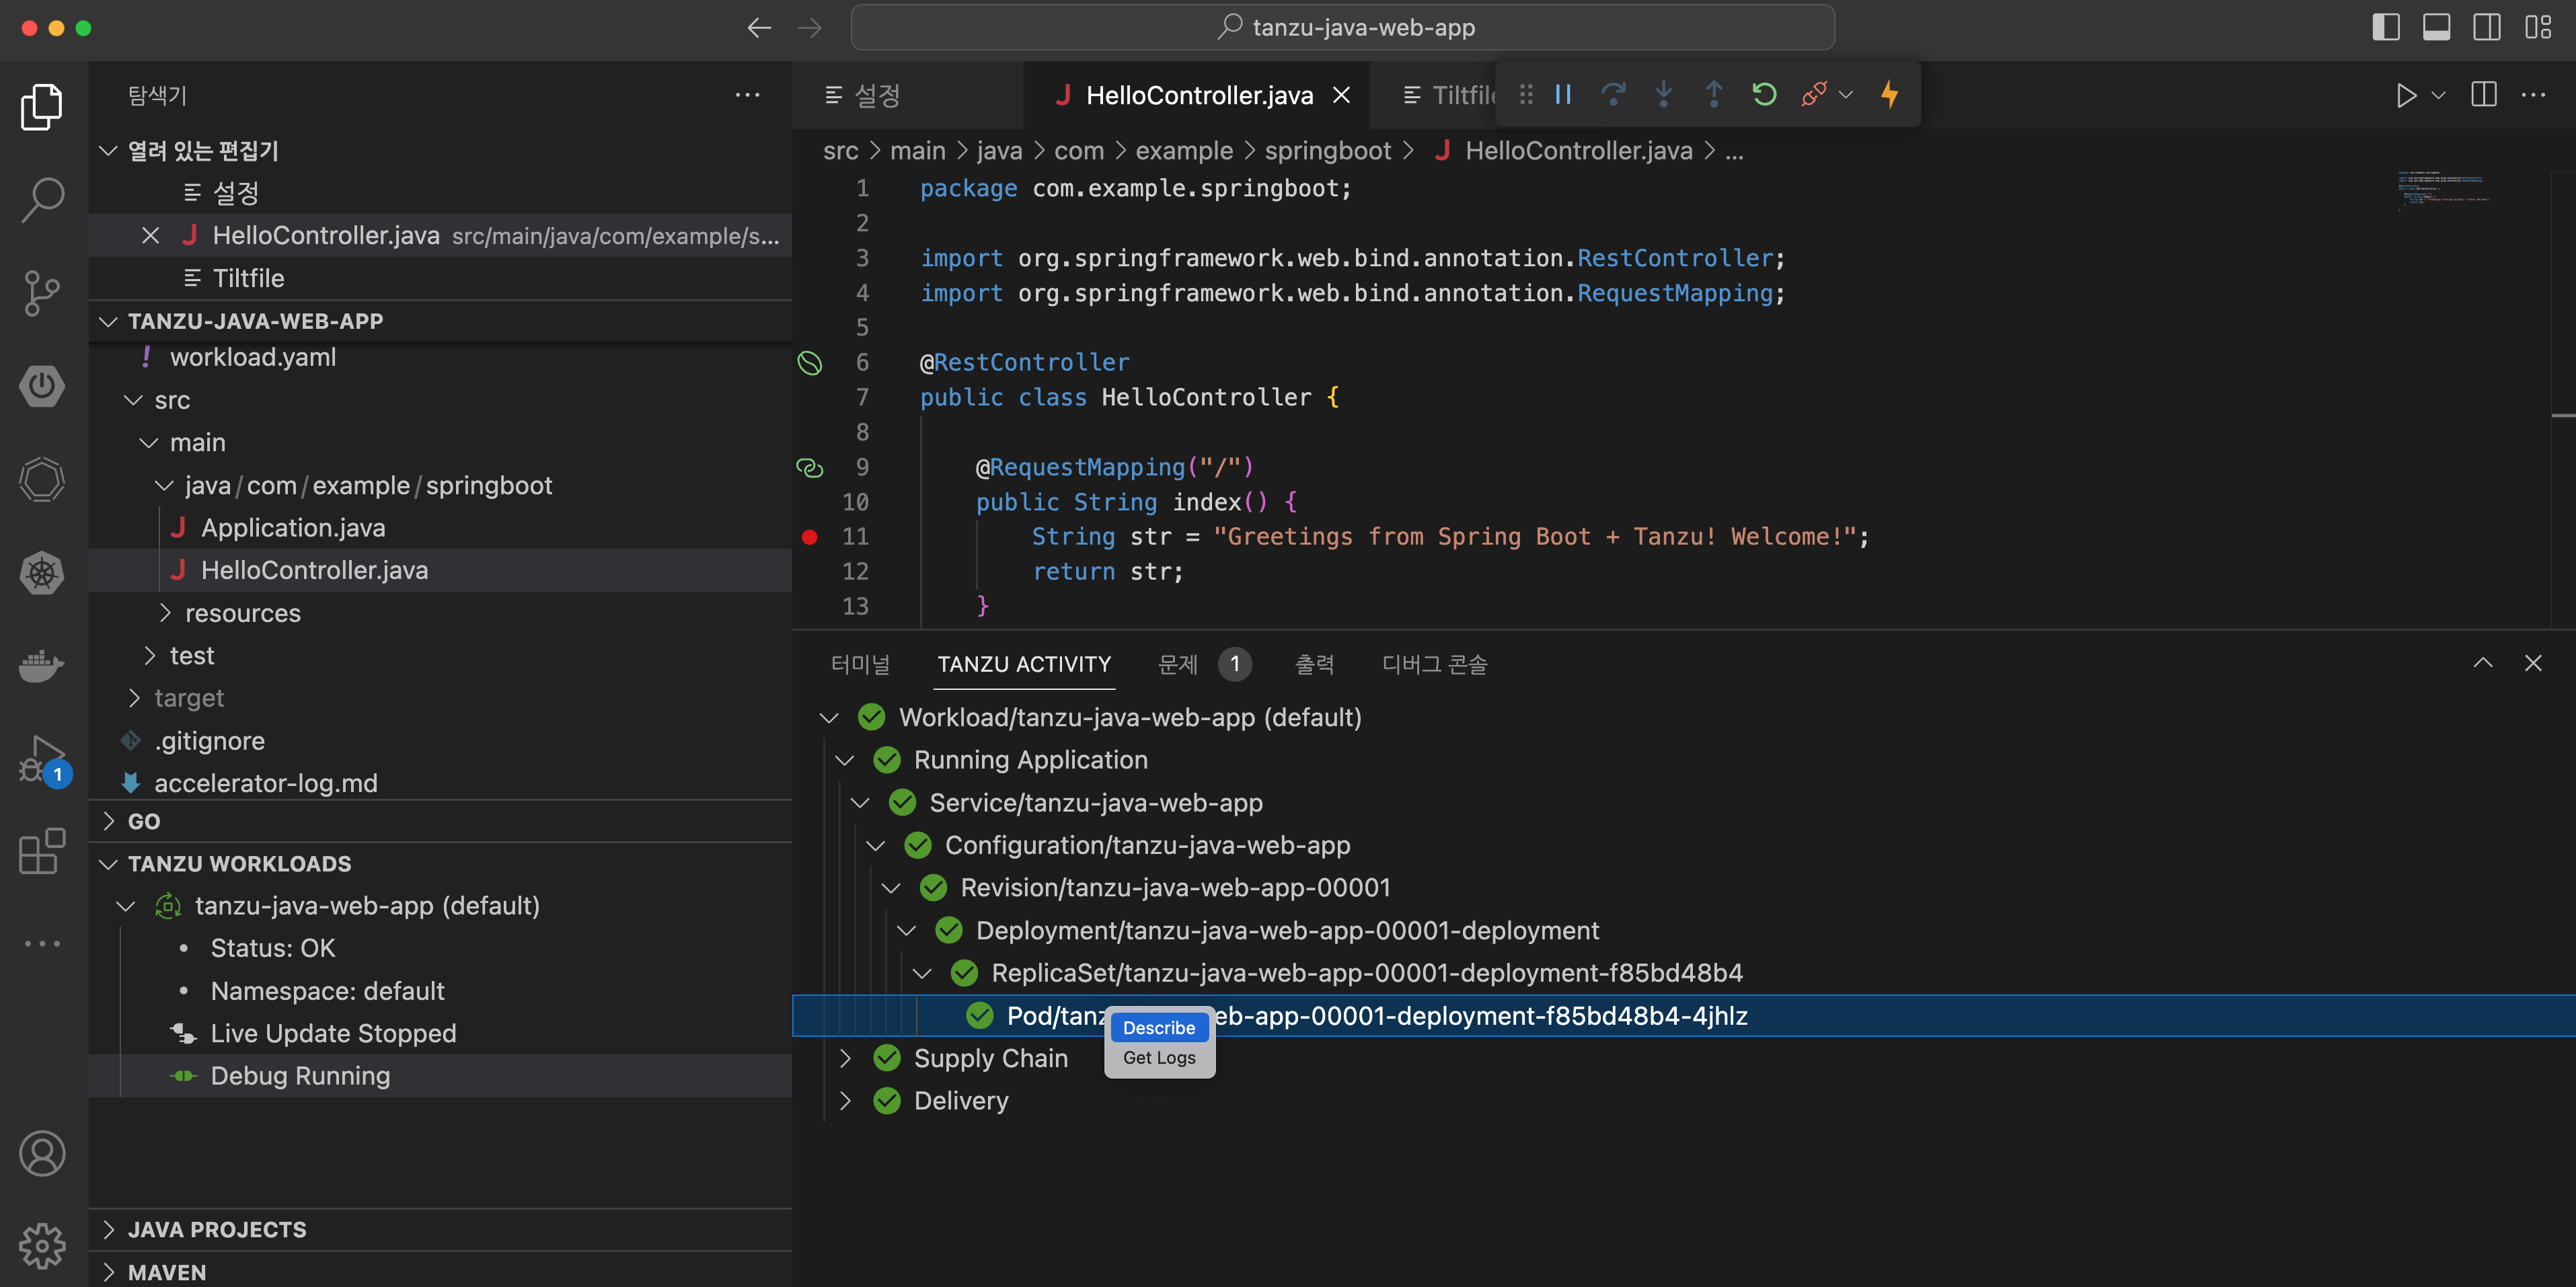 tanzu-java-web-app
탐색기
열려 있는 편집기
설정
HelloController.java src/main/java/com/example/s...
Tiltfile
TANZU-JAVA-WEB-APP
workload.yaml
src
main
java/com/example/springboot
Application.java
HelloController.java
resources
test
target
.gitignore
accelerator-log.md
GO
TANZU WORKLOADS
tanzu-java-web-app (default)
Status: OK
Namespace: default
Live Update Stopped
Debug Running
JAVA PROJECTS
MAVEN
1
설정
HelloController.java
Tiltfile
src > main > java > com > example > springboot > HelloController.java > ...
1 package com.example.springboot;
2
3 import org.springframework.web.bind.annotation.RestController;
4 import org.springframework.web.bind.annotation.RequestMapping;
5
6 @RestController
7 public class HelloController {
8
9 @RequestMapping("/")
10 public String index() {
11 String str = "Greetings from Spring Boot + Tanzu! Welcome!";
12 return str;
13 }
터미널 TANZU ACTIVITY 문제 1 출력 디버그 콘솔
Workload/tanzu-java-web-app (default)
Running Application
Service/tanzu-java-web-app
Configuration/tanzu-java-web-app
Revision/tanzu-java-web-app-00001
Deployment/tanzu-java-web-app-00001-deployment
ReplicaSet/tanzu-java-web-app-00001-deployment-f85bd48b4
Pod/tanz eb-app-00001-deployment-f85bd48b4-4jhlz
Describe
Get Logs
Supply Chain
Delivery